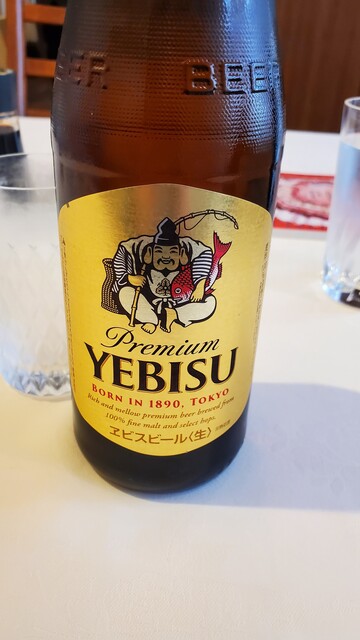 BEER
BEER
Premium
YEBISU
BORN IN 1890, TOKYO
Rich and mellow premium beer brewed from
100% fine malt and select hops.
ヱビスビール〈生〉